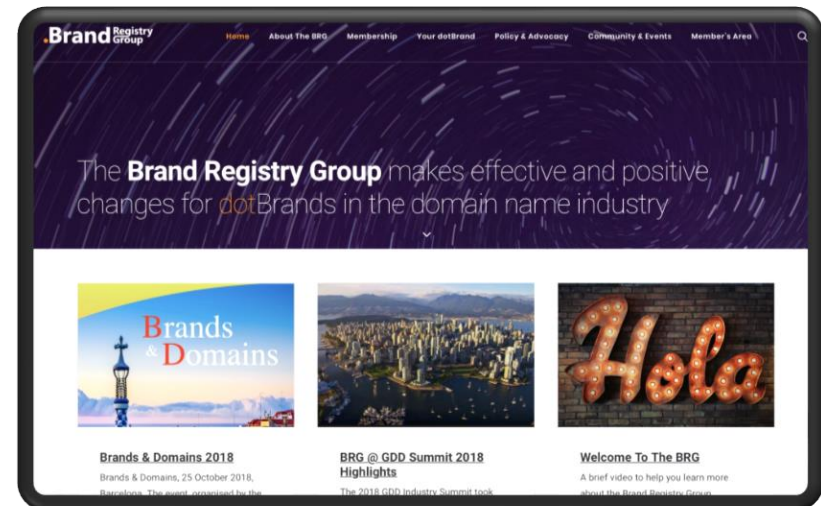 .Brand Registry Group
Home About The BRG Membership Your dotBrand Policy & Advocacy Community & Events Member's Area
The Brand Registry Group makes effective and positive
changes for dotBrands in the domain name industry
Brands
& Domains
Hola
Brands & Domains 2018
Brands & Domains, 25 October 2018,
Barcelona. The event, organised by the
BRG @ GDD Summit 2018
Highlights
The 2018 GDD Industry Summit took
Welcome To The BRG
A brief video to help you learn more
about the Brand Registry Group